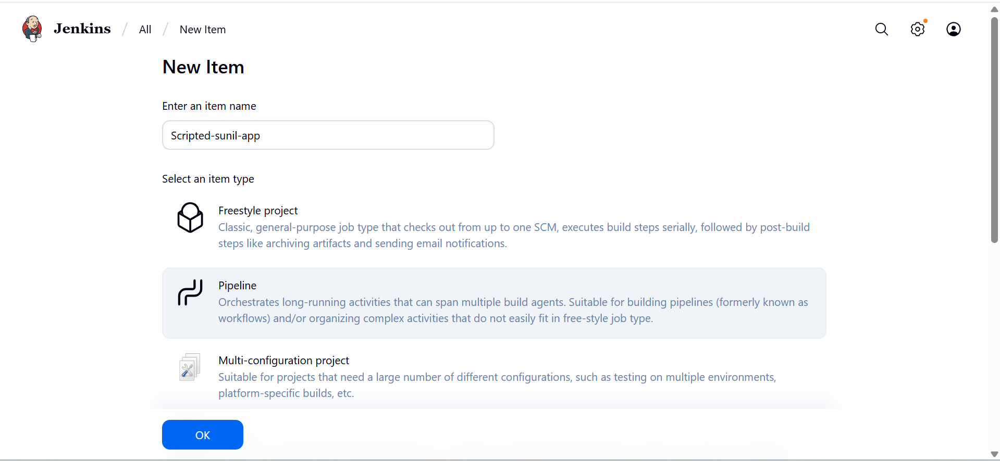 Jenkins / All / New Item
New Item
Enter an item name
Scripted-sunil-app
Select an item type
Freestyle project
Classic, general-purpose job type that checks out from up to one SCM, executes build steps serially, followed by post-build
steps like archiving artifacts and sending email notifications.
Pipeline
Orchestrates long-running activities that can span multiple build agents. Suitable for building pipelines (formerly known as
workflows) and/or organizing complex activities that do not easily fit in free-style job type.
Multi-configuration project
Suitable for projects that need a large number of different configurations, such as testing on multiple environments,
platform-specific builds, etc.
OK